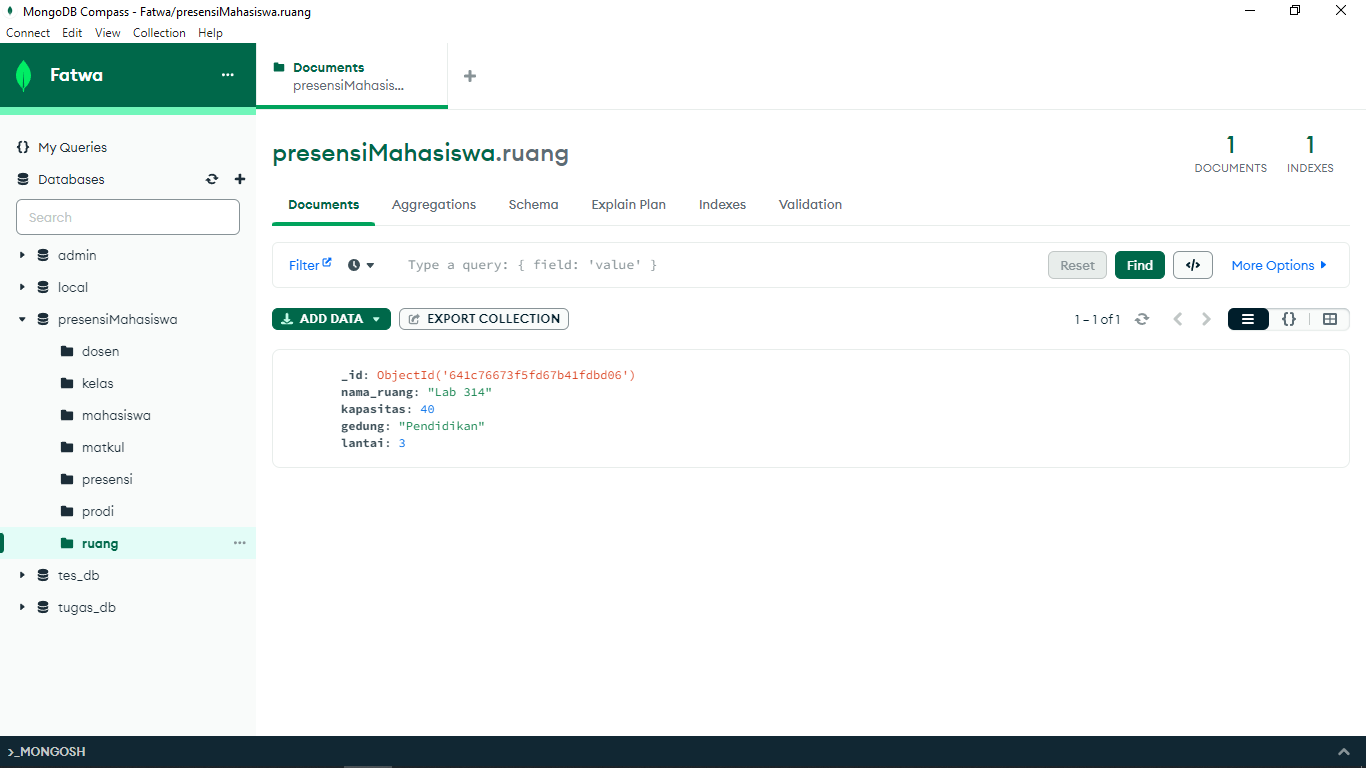 MongoDB Compass - Fatwa/presensiMahasiswa.ruang
Connect Edit View Collection Help
Fatwa
...
Documents
presensiMahasis...
+
{} My Queries
Databases
Search
admin
local
presensiMahasiswa
dosen
kelas
mahasiswa
matkul
presensi
prodi
ruang ...
tes_db
tugas_db
presensiMahasiswa.ruang
1 DOCUMENTS
1 INDEXES
Documents Aggregations Schema Explain Plan Indexes Validation
Filter Type a query: { field: 'value' } Reset Find </> More Options
ADD DATA EXPORT COLLECTION 1 – 1 of 1 {}
_id: ObjectId('641c76673f5fd67b41fdbd06')
nama_ruang: "Lab 314"
kapasitas: 40
gedung: "Pendidikan"
lantai: 3
>_MONGOSH